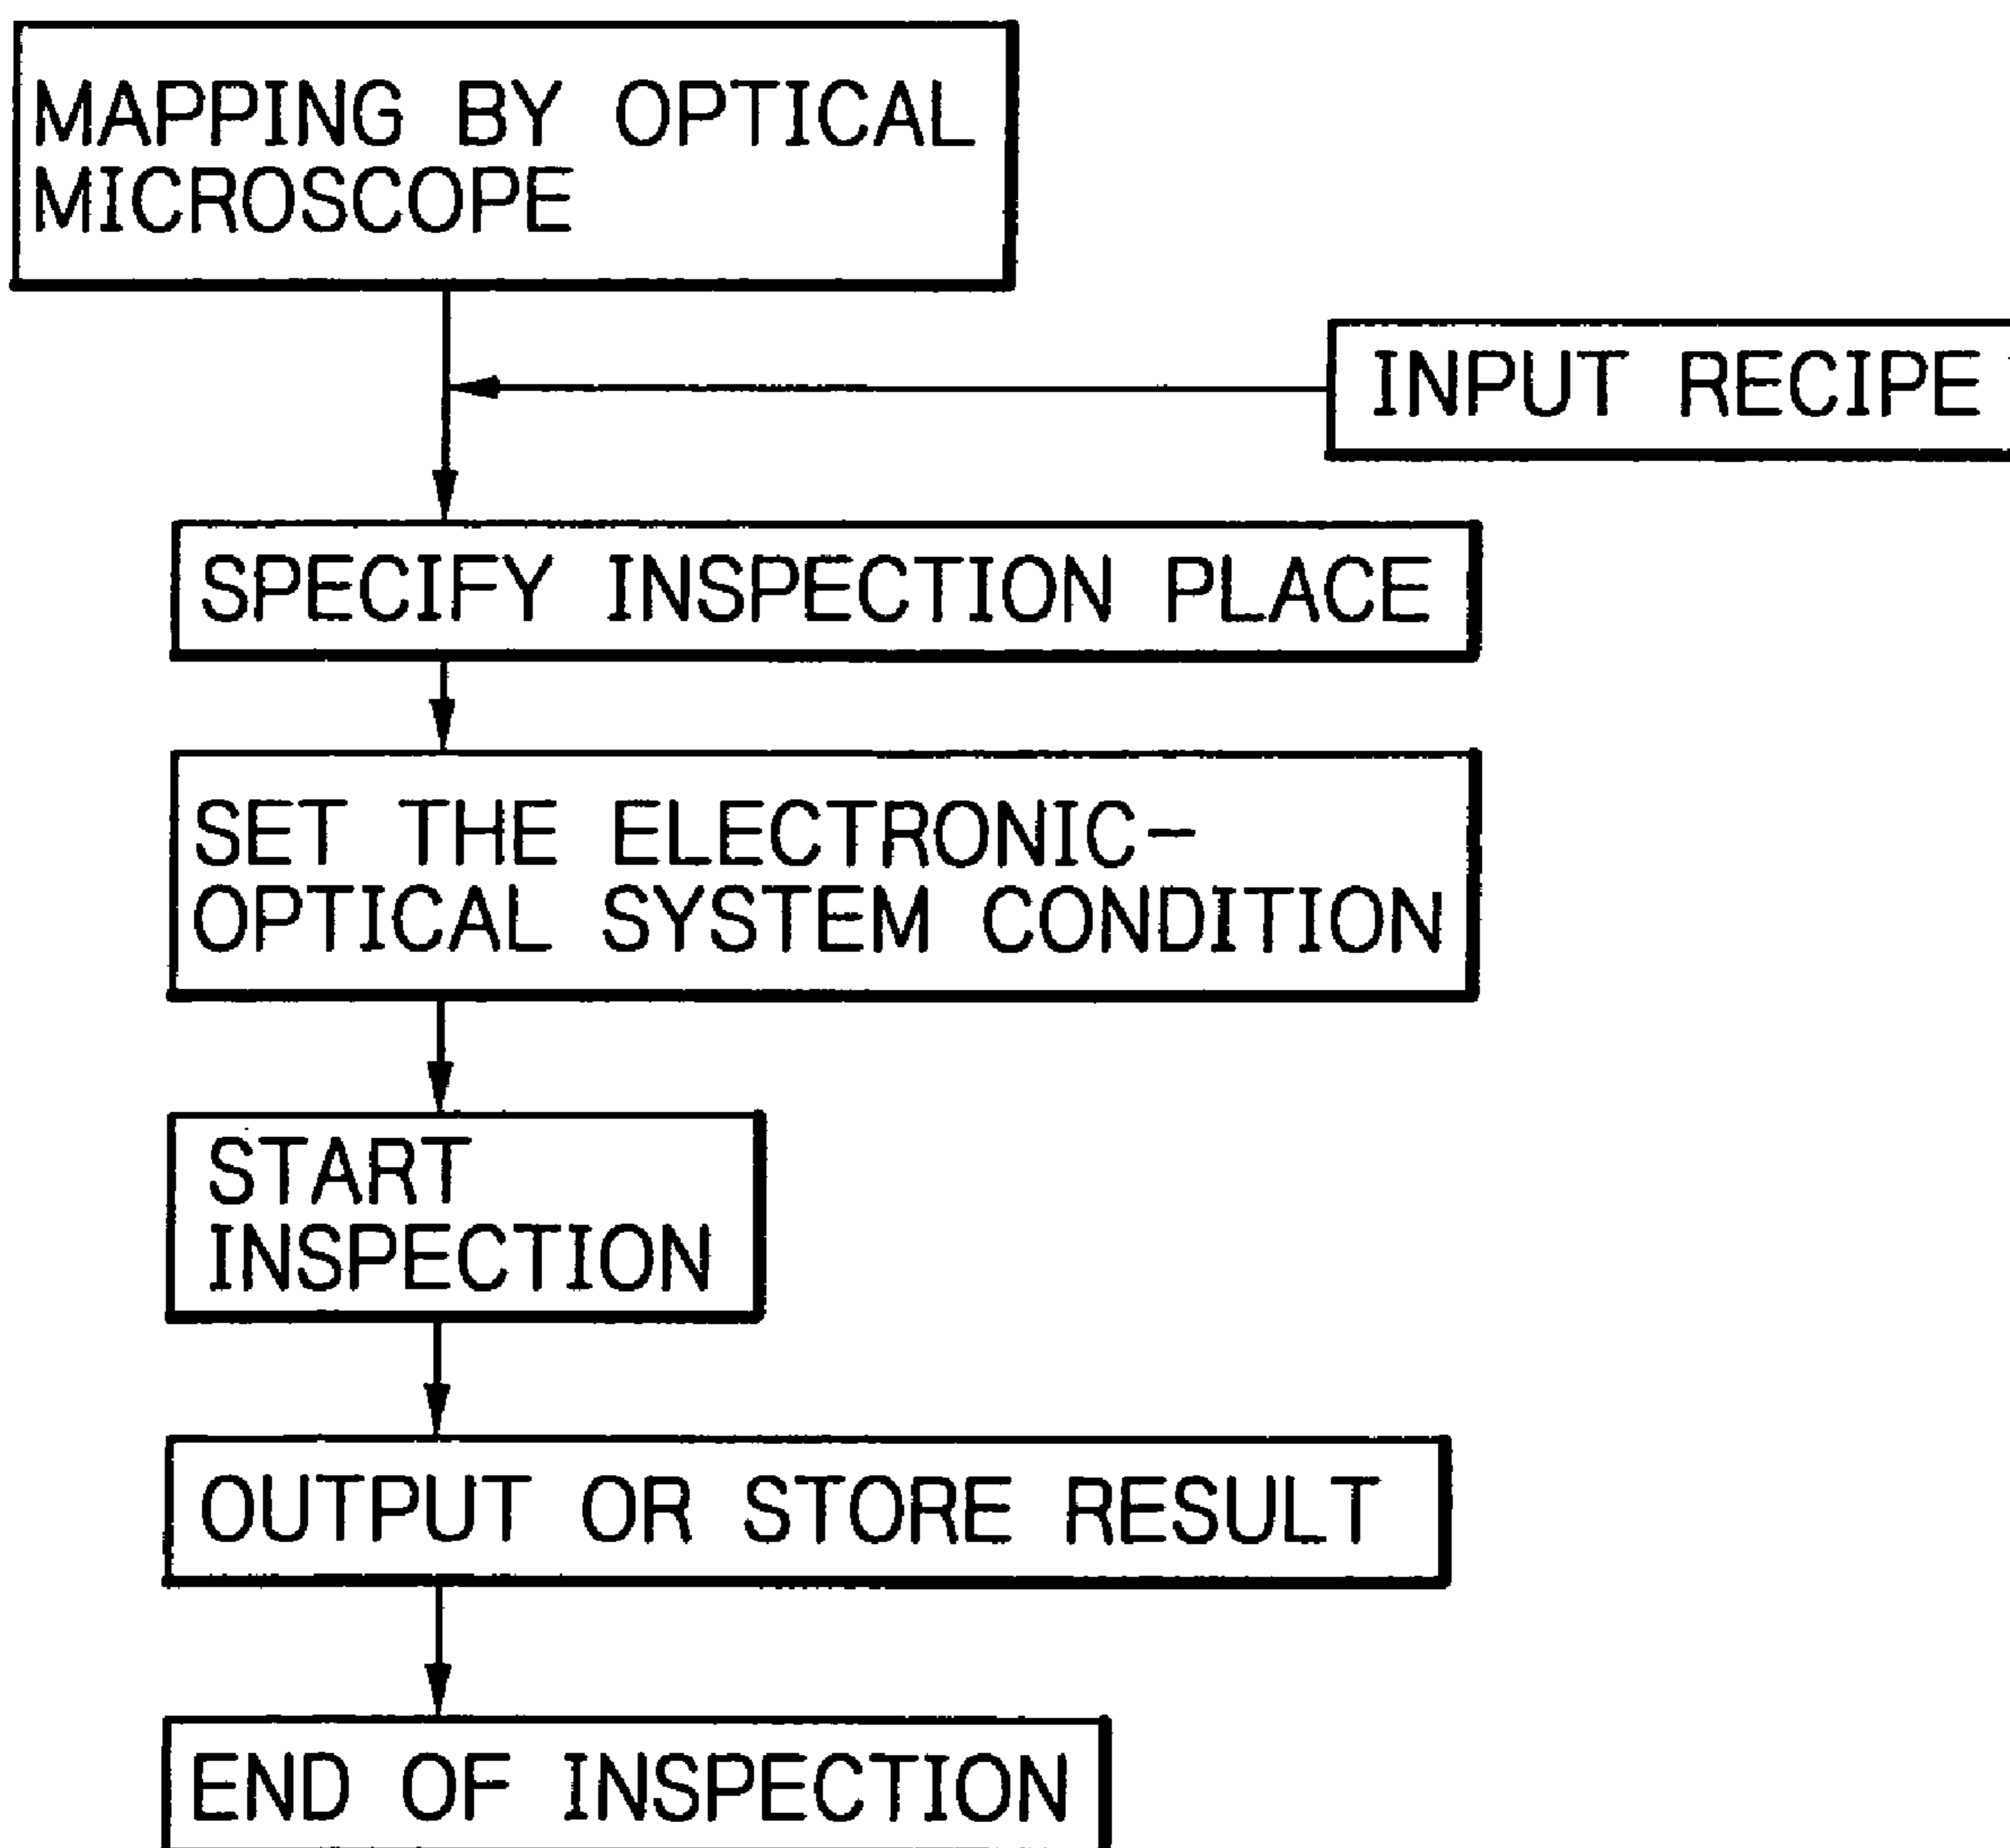 MAPPING BY OPTICAL
MICROSCOPE
INPUT RECIPE
SPECIFY INSPECTION PLACE
SET THE ELECTRONIC-
OPTICAL SYSTEM CONDITION
START
INSPECTION
OUTPUT OR STORE RESULT
END OF INSPECTION